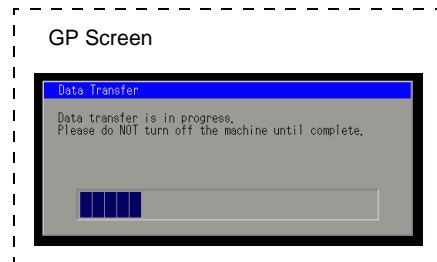 GP Screen
Data Transfer
Data transfer is in progress.
Please do NOT turn off the machine until complete.